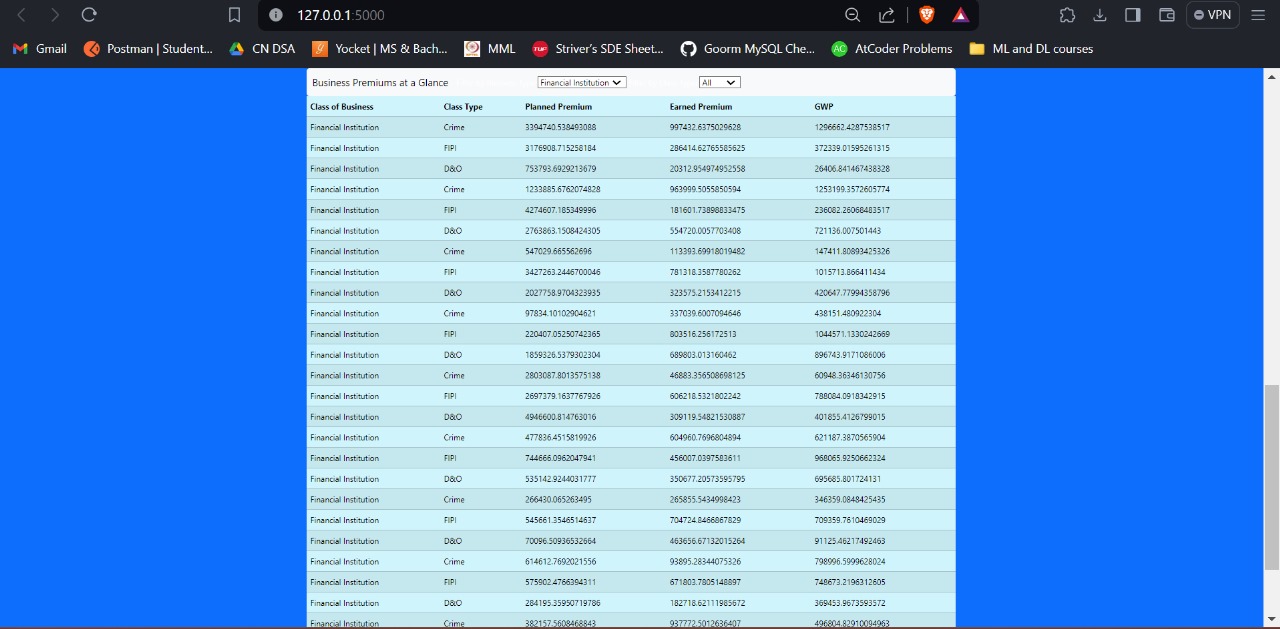 127.0.0.1:5000
VPN
Gmail Postman | Student... CN DSA Yocket | MS & Bach... MML Striver's SDE Sheet... Goorm MySQL Che... AtCoder Problems ML and DL courses
Business Premiums at a Glance Financial Institution All
Class of Business Class Type Planned Premium Earned Premium GWP
Financial Institution Crime 3394740.538493088 997432.6375029628 1296662.4287538517
Financial Institution FIPI 3176908.715258184 286414.62765585625 372339.01595261315
Financial Institution D&O 753793.6929213679 20312.954974952558 26406.841467438328
Financial Institution Crime 1233885.6762074828 963999.5055850594 1253199.3572605774
Financial Institution FIPI 4274607.185349996 181601.73898833475 236082.26068483517
Financial Institution D&O 2763863.1508424305 554720.0057703408 721136.007501443
Financial Institution Crime 547029.665562696 113393.69918019482 147411.80893425326
Financial Institution FIPI 3427263.2446700046 781318.3587780262 1015713.866411434
Financial Institution D&O 2027758.9704323935 323575.2153412215 420647.77994358796
Financial Institution Crime 97834.10102904621 337039.6007094646 438151.480922304
Financial Institution FIPI 220407.05250742365 803516.256172513 1044571.1330242669
Financial Institution D&O 1859326.5379302304 689803.013160462 896743.9171086006
Financial Institution Crime 2803087.8013575138 46883.356508698125 60948.36346130756
Financial Institution FIPI 2697379.1637767926 606218.5321802242 788084.0918342915
Financial Institution D&O 4946600.814763016 309119.54821530887 401855.4126799015
Financial Institution Crime 477836.4515819926 604960.7696804894 621187.3870565904
Financial Institution FIPI 744666.0962047941 456007.0397583611 968065.9250662324
Financial Institution D&O 535142.9244031777 350677.20573595795 695685.801724131
Financial Institution Crime 266430.065263495 265855.5434998423 346359.0848425435
Financial Institution FIPI 545661.3546514637 704724.8466867829 709359.7610469029
Financial Institution D&O 70096.50936532664 463656.67132015264 91125.46217492463
Financial Institution Crime 614612.7692021556 93895.28344075326 798996.5999628024
Financial Institution FIPI 575902.4766394311 671803.7805148897 748673.2196312605
Financial Institution D&O 284195.35950719786 182718.62111985672 369453.9673593572
Financial Institution Crime 382157.5608468843 937772.5012636407 496804.82910094963